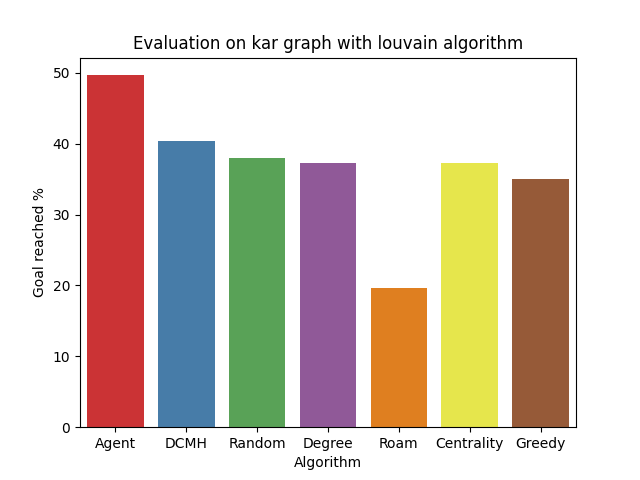 Evaluation on kar graph with louvain algorithm
Goal reached %
50
40
30
20
10
0
Agent DCMH Random Degree Roam Centrality Greedy
Algorithm